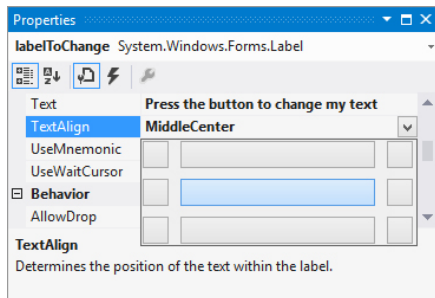 Properties
labelToChange System.Windows.Forms.Label
Text Press the button to change my text
TextAlign MiddleCenter
UseMnemonic
UseWaitCursor
Behavior
AllowDrop
TextAlign
Determines the position of the text within the label.